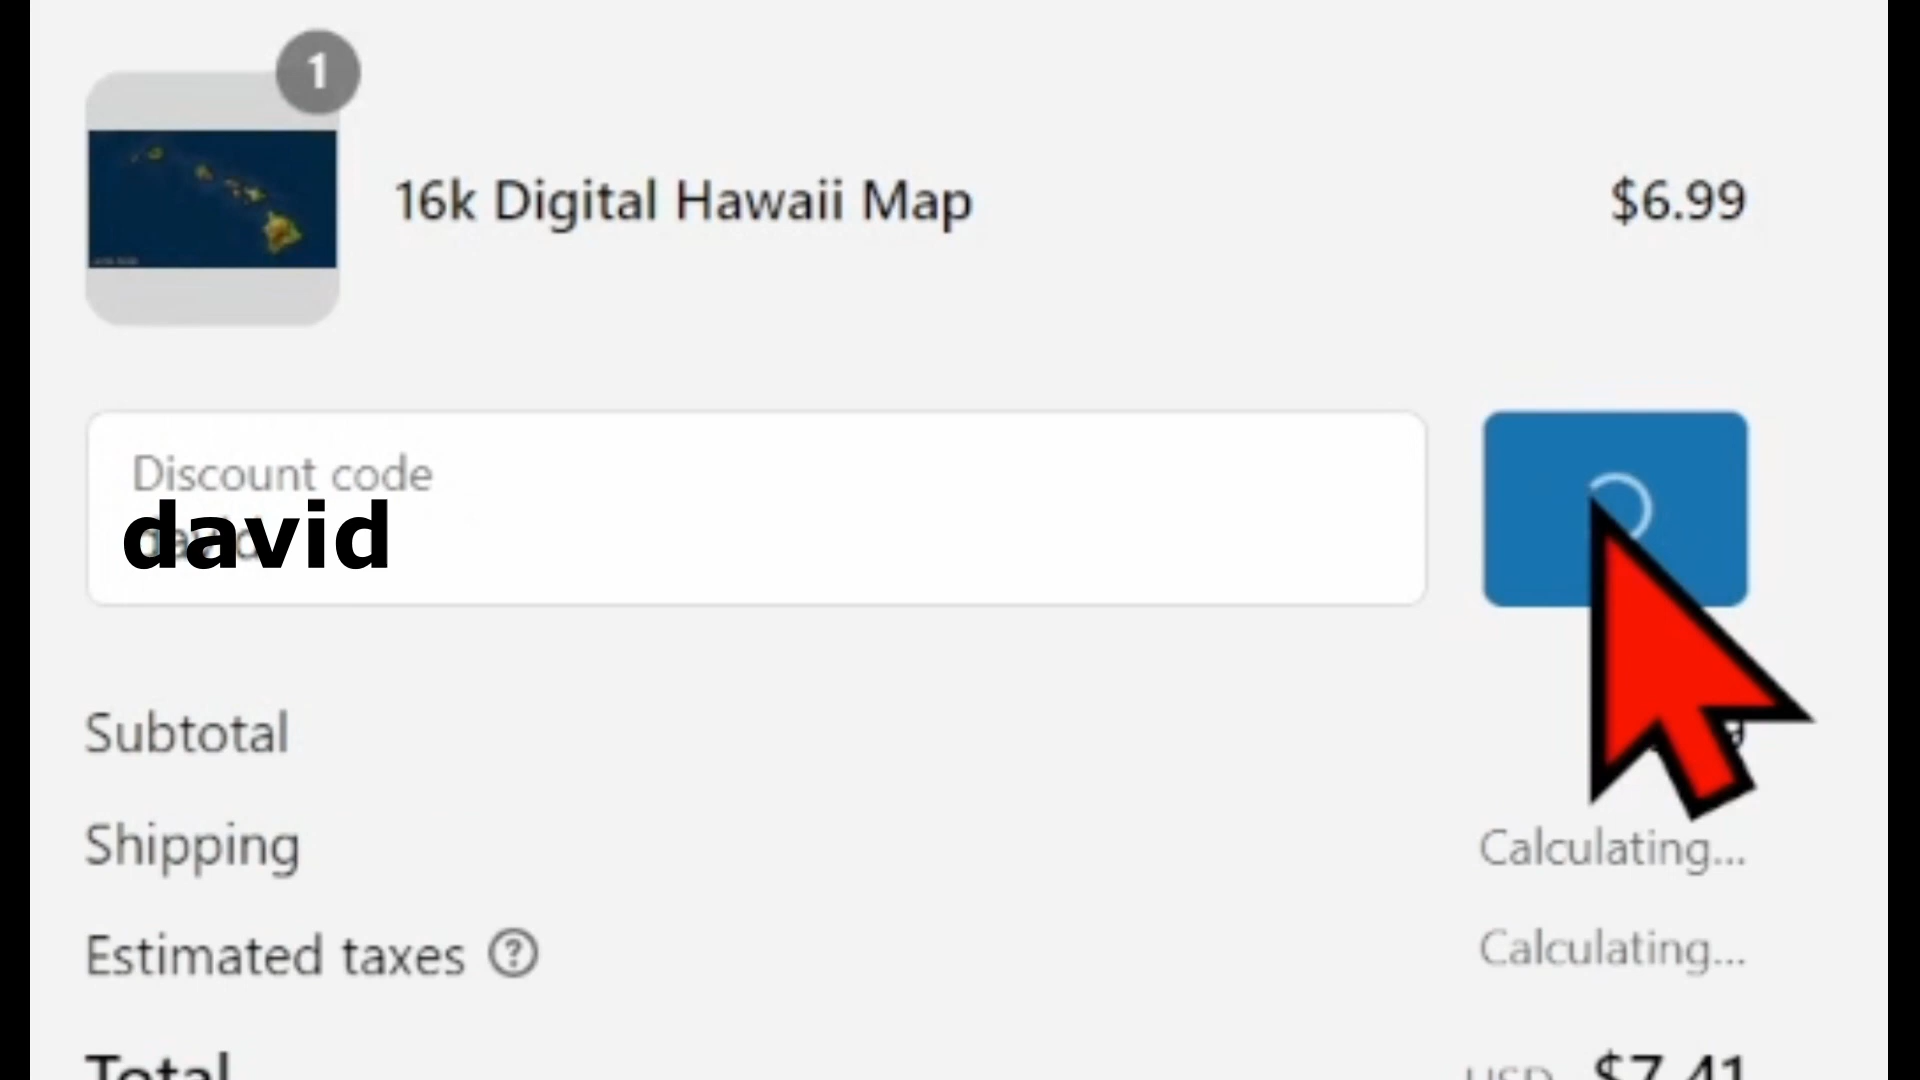 1
16k Digital Hawaii Map
$6.99
Discount code
david
Subtotal
Shipping
Calculating...
Estimated taxes ?
Calculating...
Total
USD $7.41